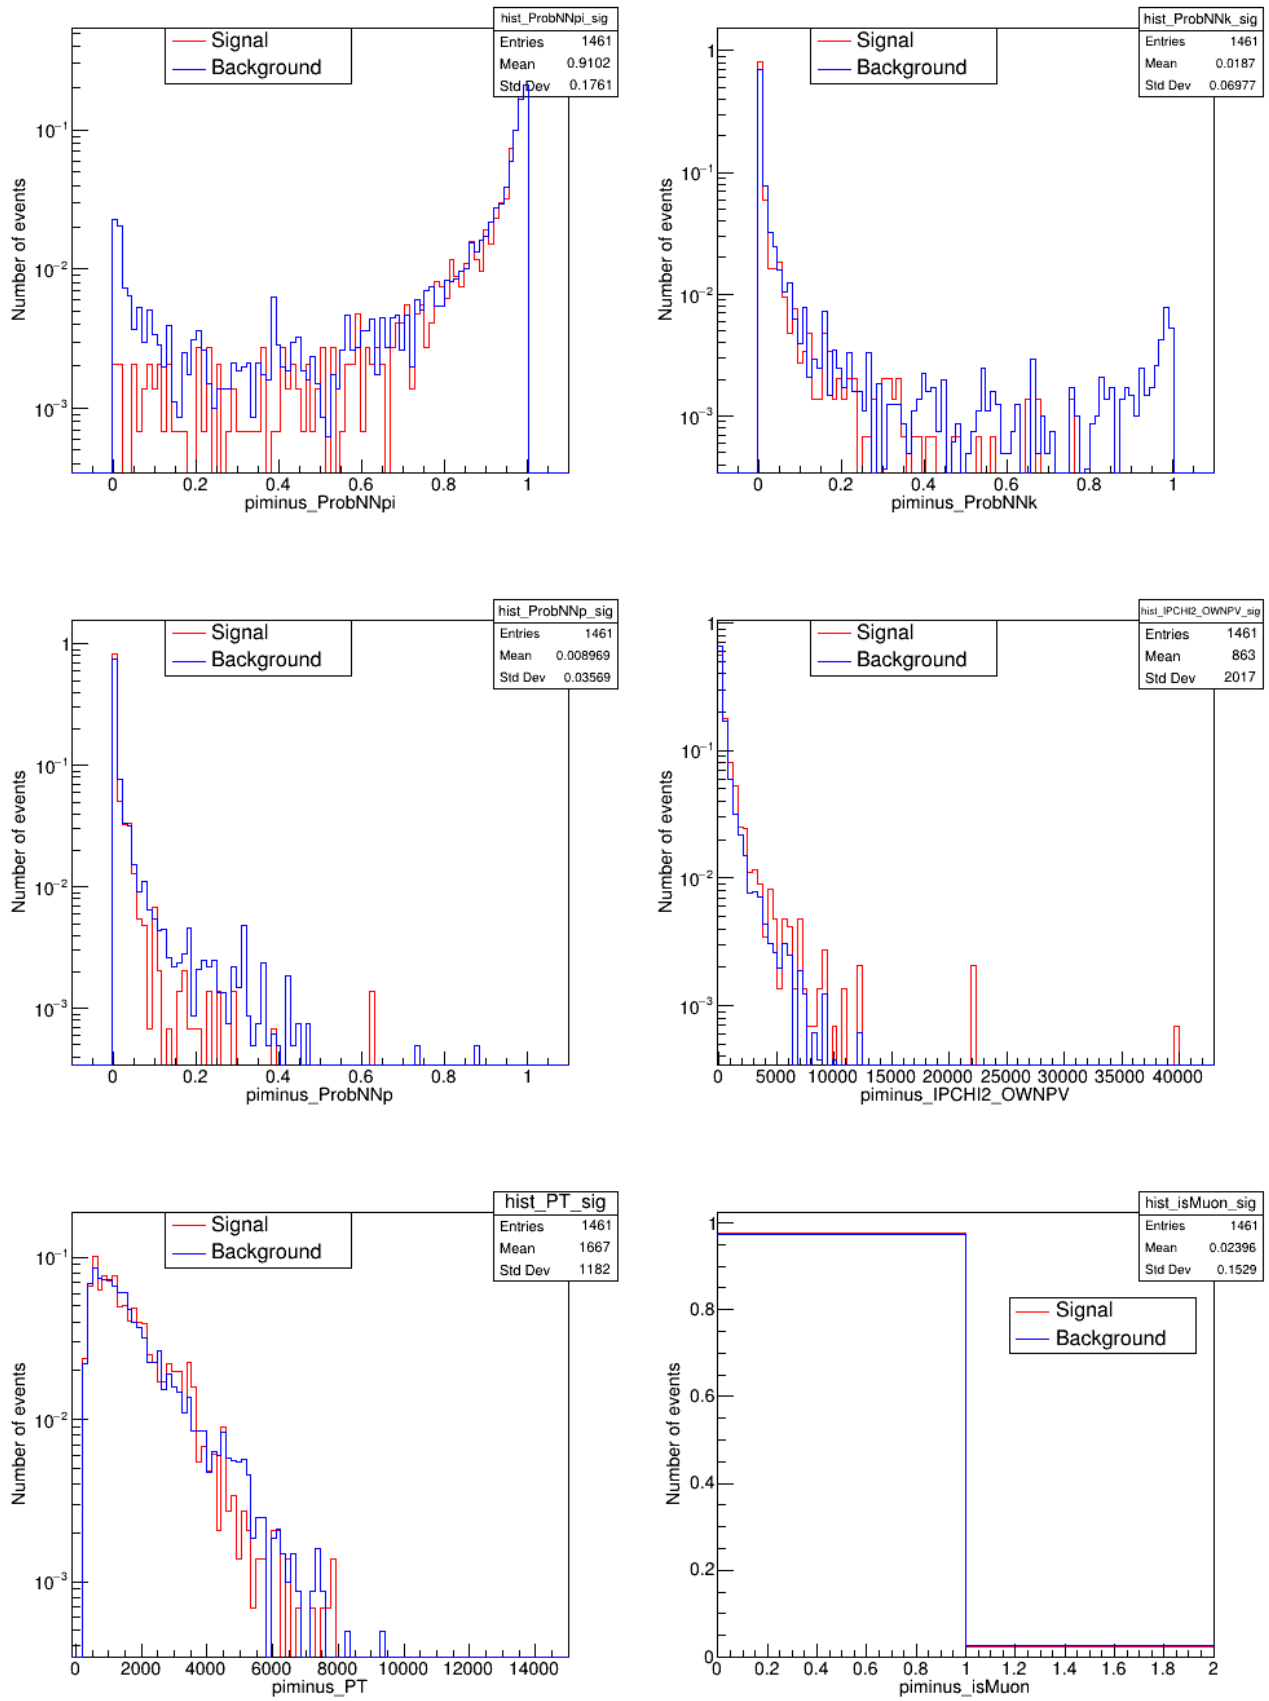 hist_ProbNNpi_sig
Entries 1461
Mean 0.9102
Std Dev 0.1761
Signal
Background
Number of events
10−1
10−2
10−3
0 0.2 0.4 0.6 0.8 1
piminus_ProbNNpi
hist_ProbNNk_sig
Entries 1461
Mean 0.0187
Std Dev 0.06977
Signal
Background
Number of events
1
10−1
10−2
10−3
0 0.2 0.4 0.6 0.8 1
piminus_ProbNNk
hist_ProbNNp_sig
Entries 1461
Mean 0.008969
Std Dev 0.03569
Signal
Background
Number of events
1
10−1
10−2
10−3
0 0.2 0.4 0.6 0.8 1
piminus_ProbNNp
hist_IPCHI2_OWNPV_sig
Entries 1461
Mean 863
Std Dev 2017
Signal
Background
Number of events
1
10−1
10−2
10−3
0 5000 10000 15000 20000 25000 30000 35000 40000
piminus_IPCHI2_OWNPV
hist_PT_sig
Entries 1461
Mean 1667
Std Dev 1182
Signal
Background
Number of events
10−1
10−2
10−3
0 2000 4000 6000 8000 10000 12000 14000
piminus_PT
hist_isMuon_sig
Entries 1461
Mean 0.02396
Std Dev 0.1529
Signal
Background
Number of events
1
0.8
0.6
0.4
0.2
0
0 0.2 0.4 0.6 0.8 1 1.2 1.4 1.6 1.8 2
piminus_isMuon